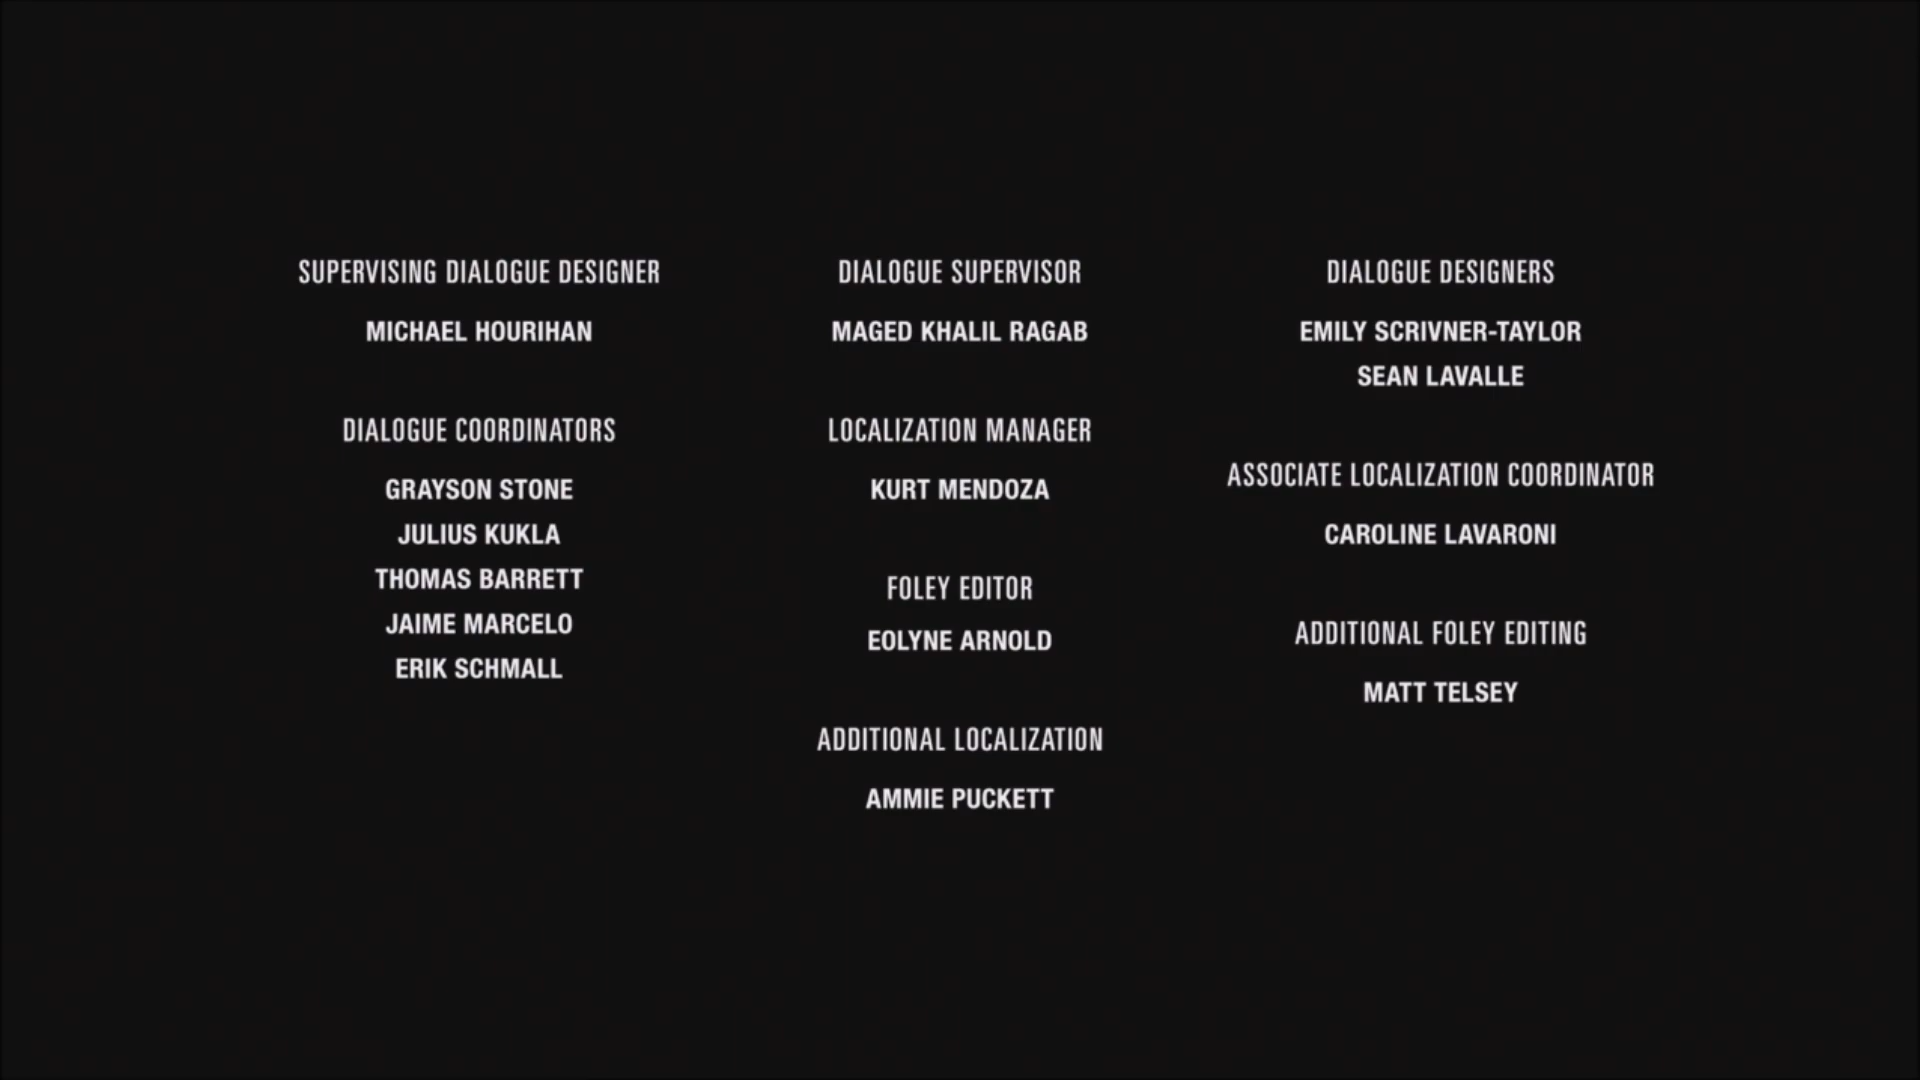 SUPERVISING DIALOGUE DESIGNER
MICHAEL HOURIHAN
DIALOGUE COORDINATORS
GRAYSON STONE
JULIUS KUKLA
THOMAS BARRETT
JAIME MARCELO
ERIK SCHMALL
DIALOGUE SUPERVISOR
MAGED KHALIL RAGAB
LOCALIZATION MANAGER
KURT MENDOZA
FOLEY EDITOR
EOLYNE ARNOLD
ADDITIONAL LOCALIZATION
AMMIE PUCKETT
DIALOGUE DESIGNERS
EMILY SCRIVNER-TAYLOR
SEAN LAVALLE
ASSOCIATE LOCALIZATION COORDINATOR
CAROLINE LAVARONI
ADDITIONAL FOLEY EDITING
MATT TELSEY